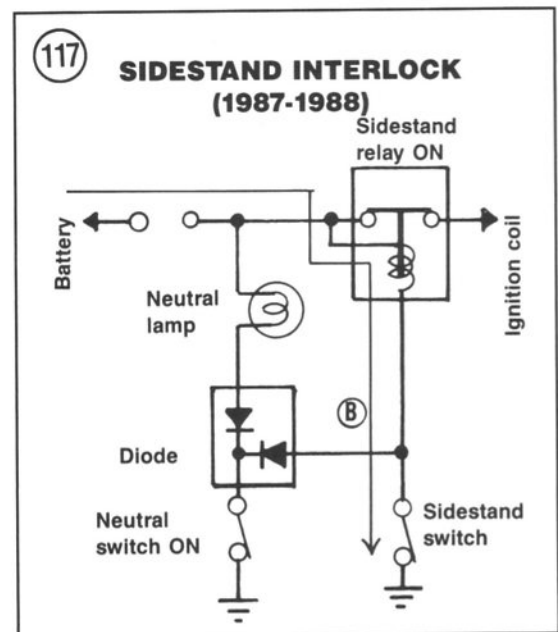 117
SIDESTAND INTERLOCK
(1987-1988)
Sidestand
relay ON
Battery
Ignition coil
Neutral
lamp
B
Diode
Neutral
switch ON
Sidestand
switch